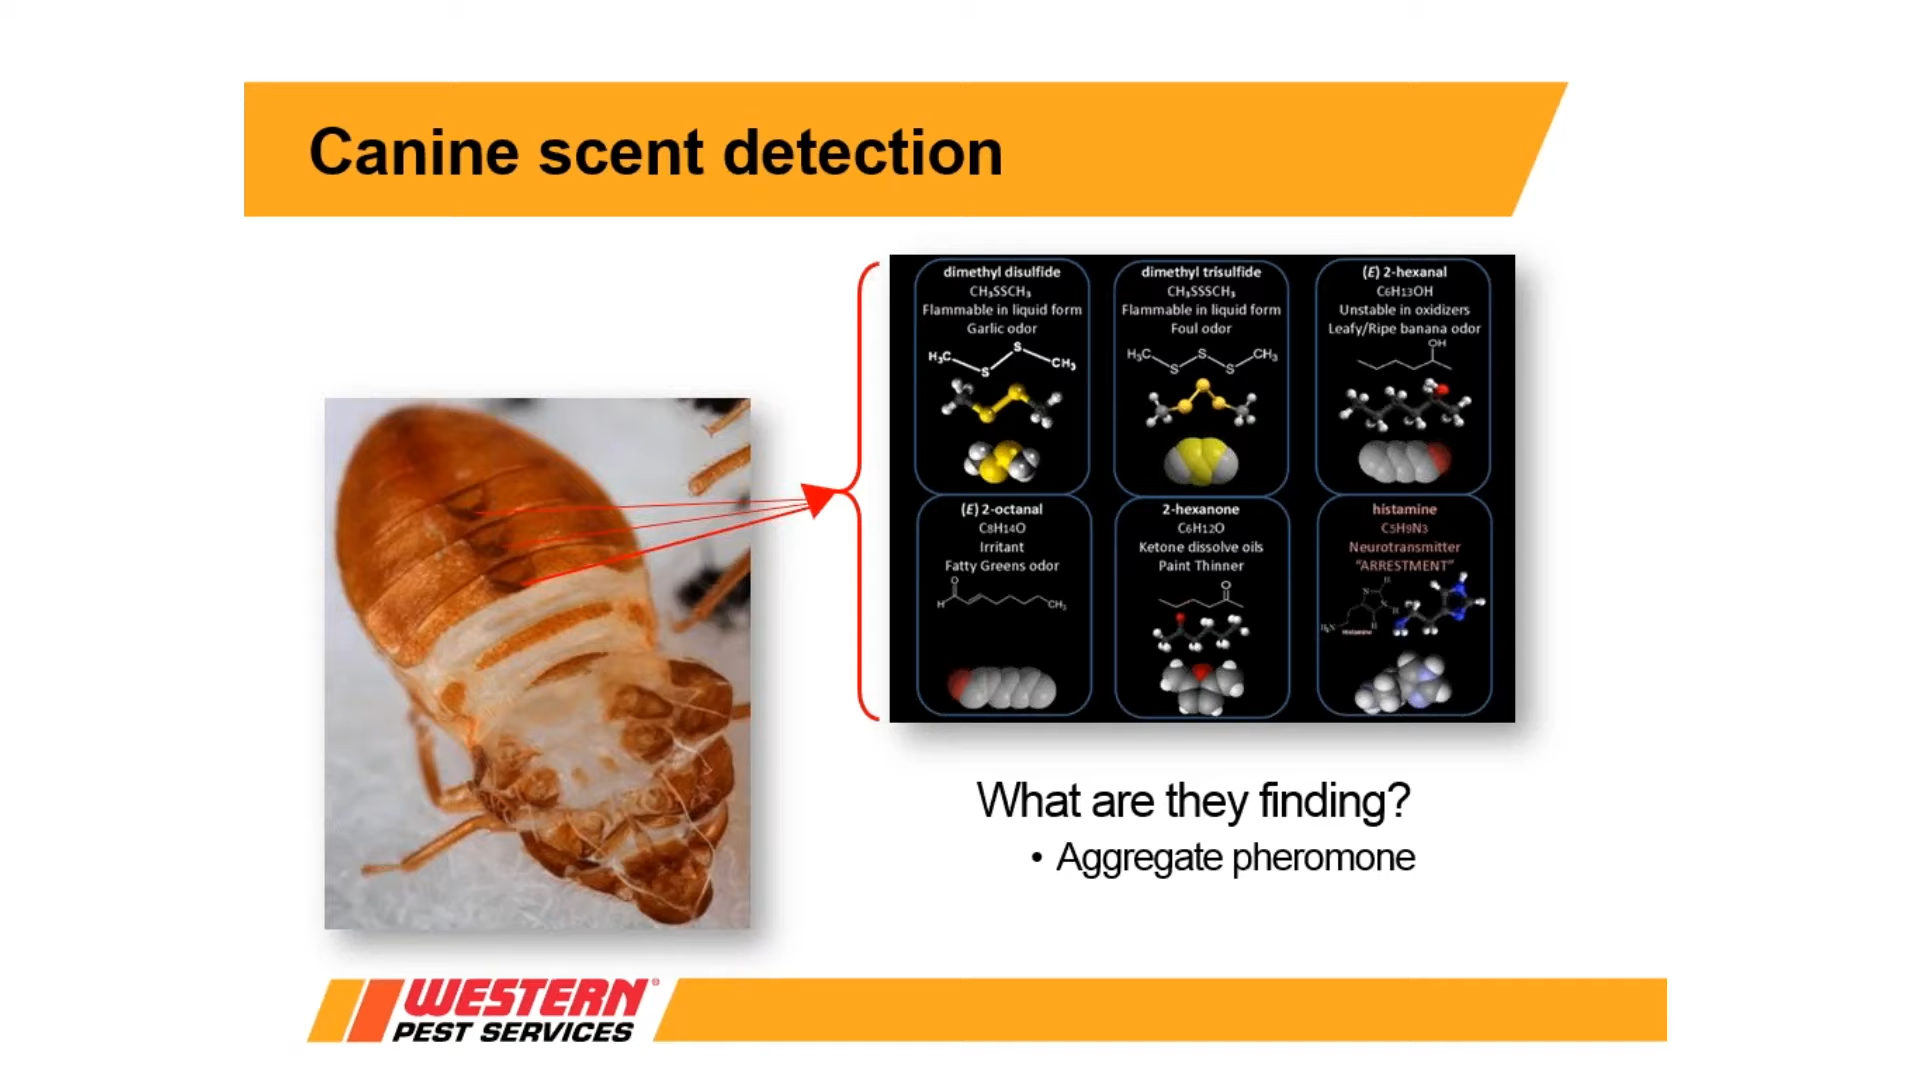 Canine scent detection
dimethyl disulfide
CH₃SSCH₃
Flammable in liquid form
Garlic odor
H₃C
S
S
CH₃
dimethyl trisulfide
CH₃SSSCH₃
Flammable in liquid form
Foul odor
H₃C
S
S
S
CH₃
(E) 2-hexanal
C₆H₁₃OH
Unstable in oxidizers
Leafy/Ripe banana odor
OH
(E) 2-octanal
C₈H₁₄O
Irritant
Fatty Greens odor
O
H
CH₃
2-hexanone
C₆H₁₂O
Ketone dissolve oils
Paint Thinner
O
histamine
C₅H₉N₃
Neurotransmitter
"ARRESTMENT"
H₂N
N
N
H
H
Histamine
What are they finding?
• Aggregate pheromone
WESTERN®
PEST SERVICES